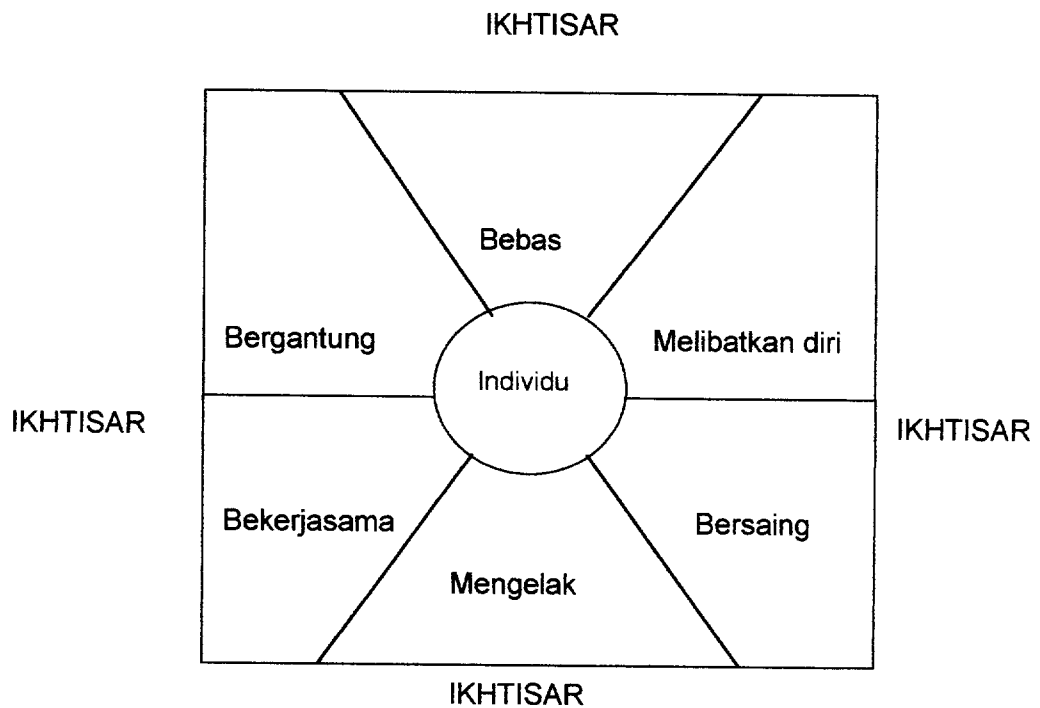 IKHTISAR
Bebas
Bergantung
Melibatkan diri
Individu
IKHTISAR
IKHTISAR
Bekerjasama
Bersaing
Mengelak
IKHTISAR